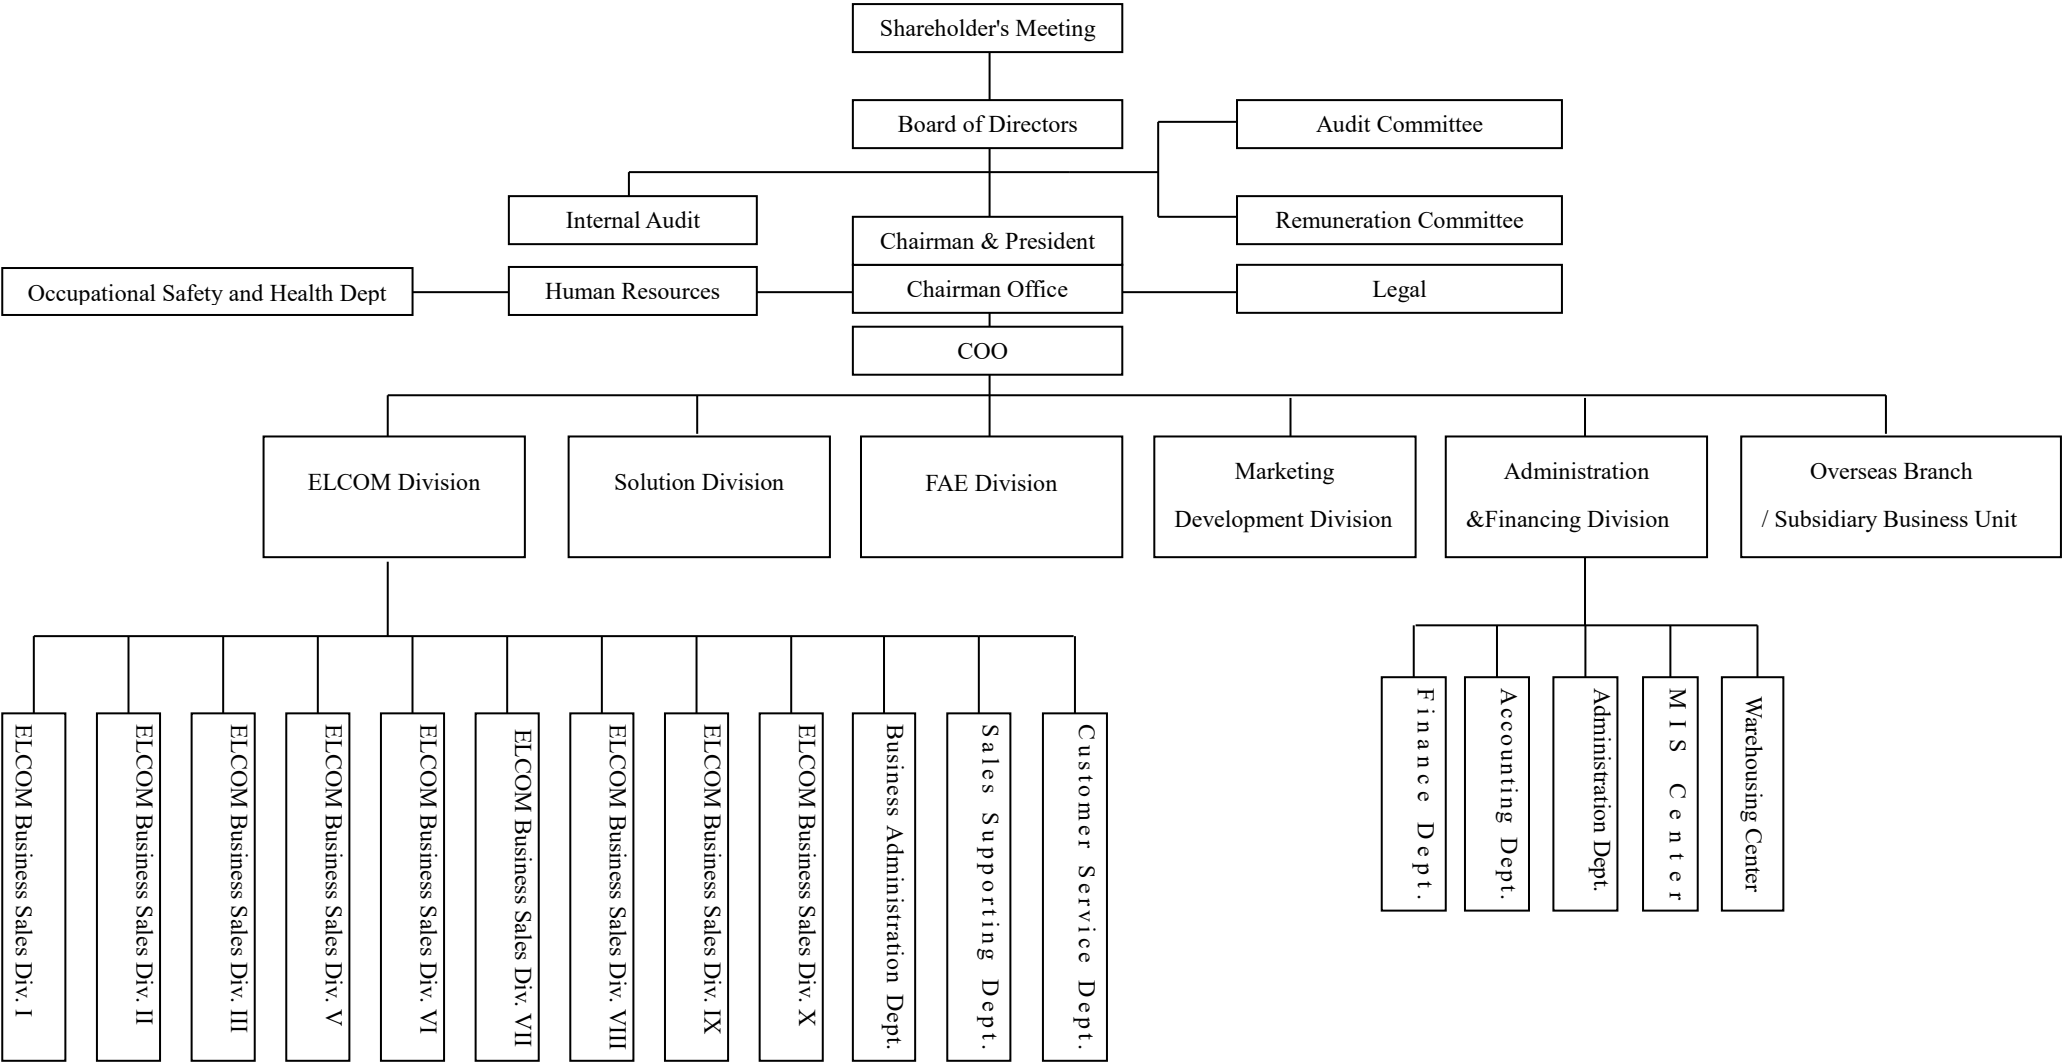 Shareholder's Meeting
Board of Directors
Audit Committee
Internal Audit
Remuneration Committee
Chairman & President
Occupational Safety and Health Dept
Human Resources
Chairman Office
Legal
COO
ELCOM Division
Solution Division
FAE Division
Marketing
Development Division
Administration
&Financing Division
Overseas Branch
/ Subsidiary Business Unit
ELCOM Business Sales Div. I
ELCOM Business Sales Div. II
ELCOM Business Sales Div. III
ELCOM Business Sales Div. V
ELCOM Business Sales Div. VI
ELCOM Business Sales Div. VII
ELCOM Business Sales Div. VIII
ELCOM Business Sales Div. IX
ELCOM Business Sales Div. X
Business Administration Dept.
Sales Supporting Dept.
Customer Service Dept.
Finance Dept.
Accounting Dept.
Administration Dept.
MIS Center
Warehousing Center